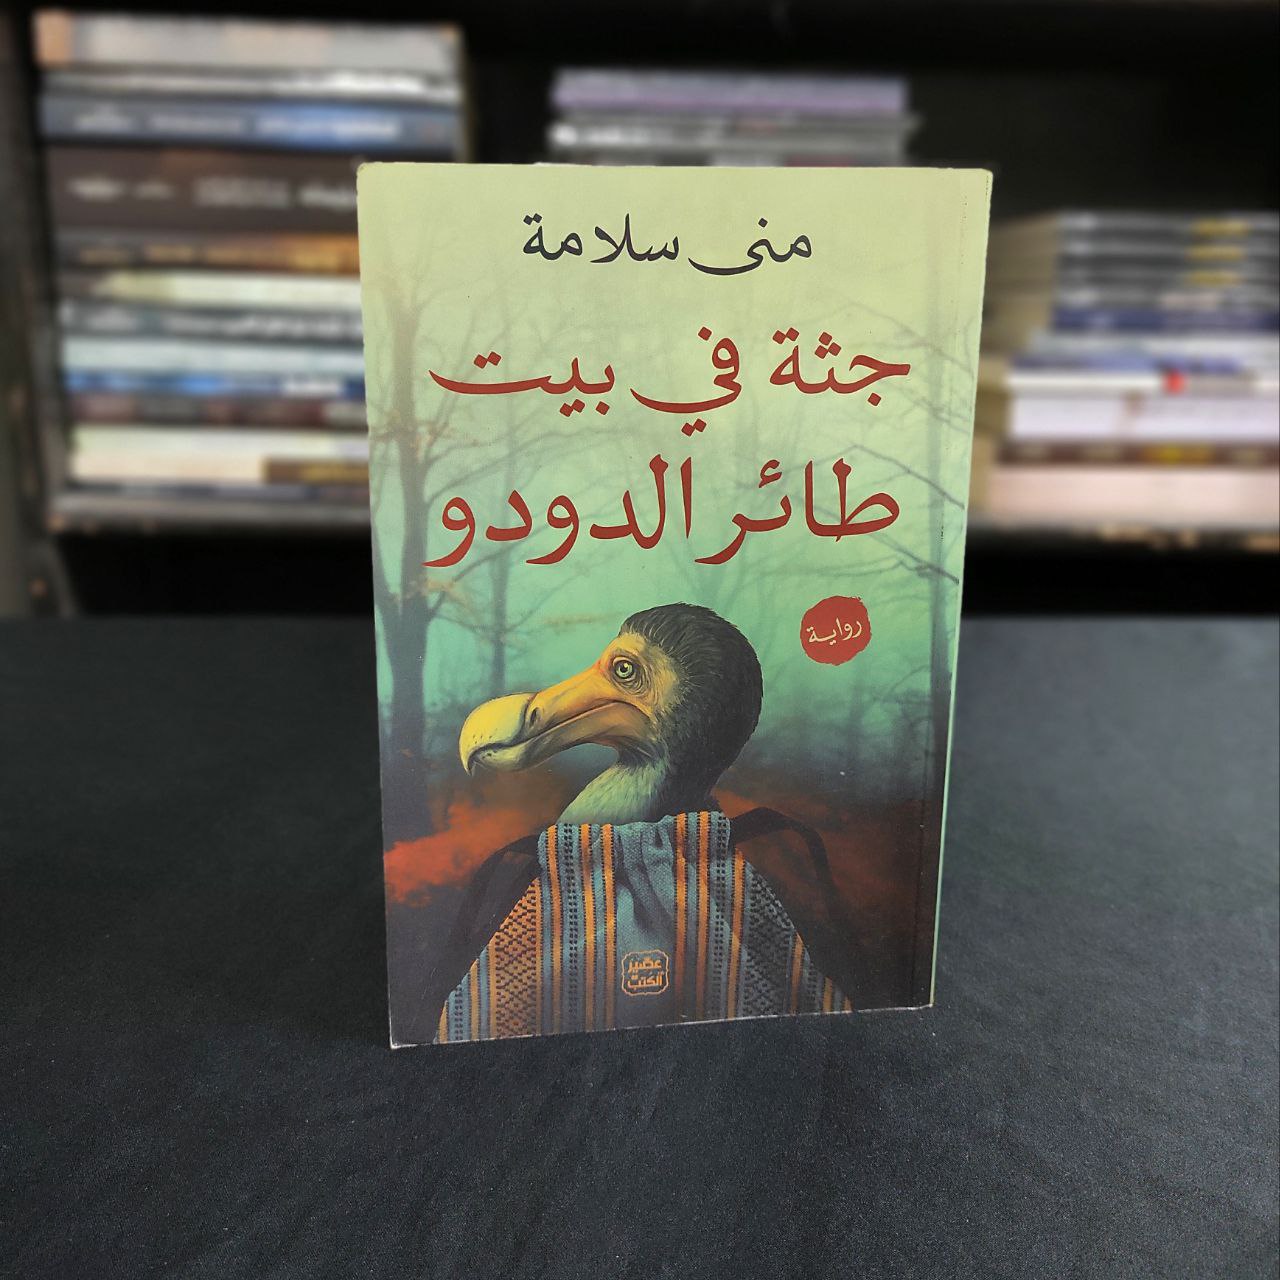 منى سلامة
جثة في بيت
طائر الدودو
رواية
عصير
الكتب